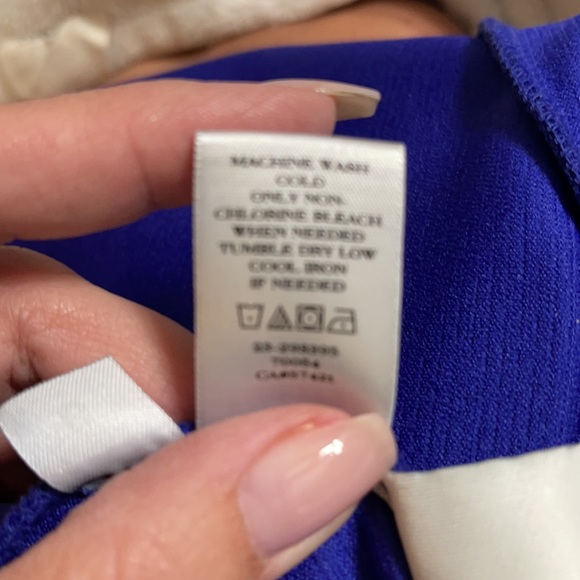 MACHINE WASH
COLD
ONLY NON-
CHLORINE BLEACH
WHEN NEEDED
TUMBLE DRY LOW
COOL IRON
IF NEEDED